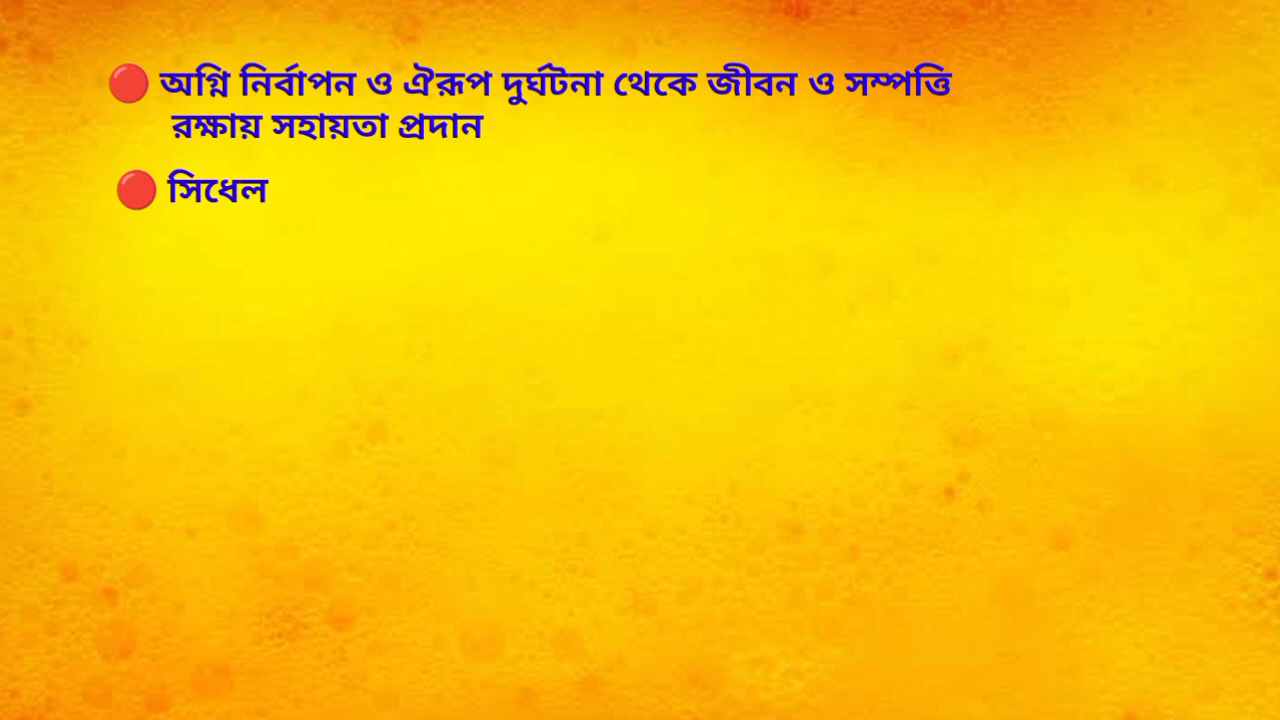 🔴 অগ্নি নির্বাপন ও ঐরূপ দুর্ঘটনা থেকে জীবন ও সম্পত্তি
রক্ষায় সহায়তা প্রদান
🔴 সিধেল